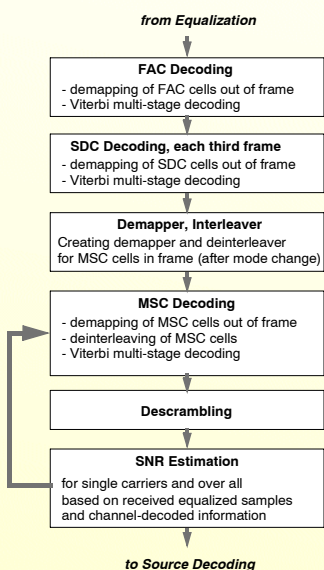 from Equalization
FAC Decoding
- demapping of FAC cells out of frame
- Viterbi multi-stage decoding
SDC Decoding, each third frame
- demapping of SDC cells out of frame
- Viterbi multi-stage decoding
Demapper, Interleaver
Creating demapper and deinterleaver
for MSC cells in frame (after mode change)
MSC Decoding
- demapping of MSC cells out of frame
- deinterleaving of MSC cells
- Viterbi multi-stage decoding
Descrambling
SNR Estimation
for single carriers and over all
based on received equalized samples
and channel-decoded information
to Source Decoding